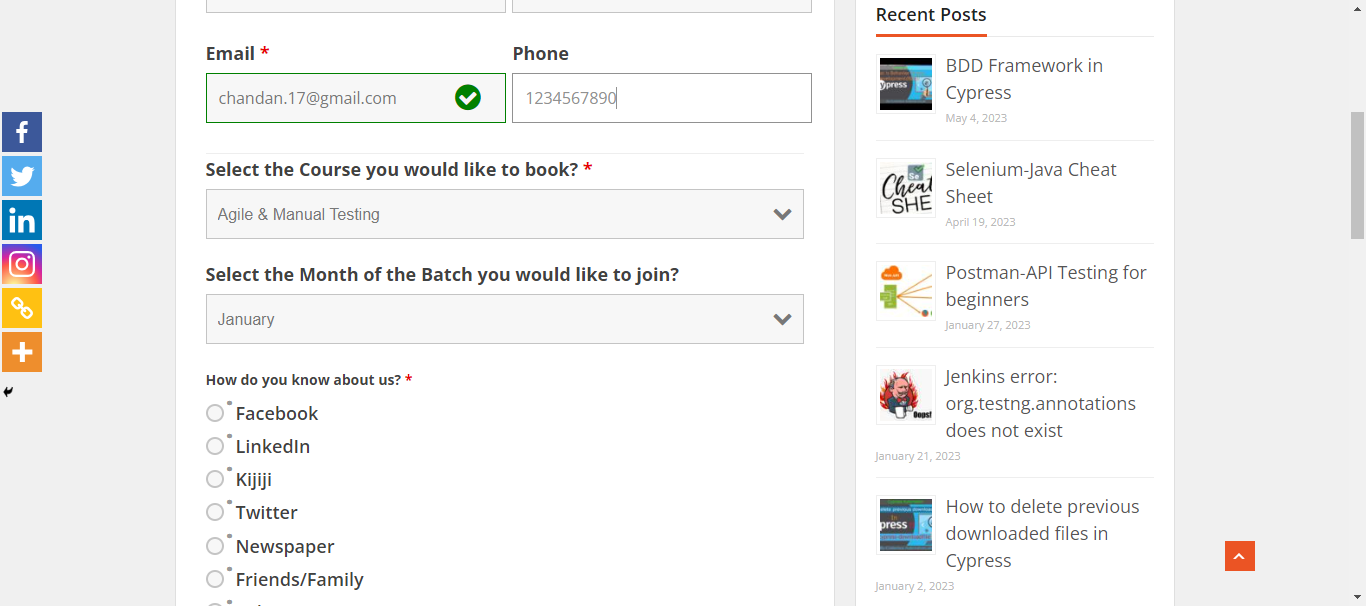 Email *
Phone
chandan.17@gmail.com
1234567890
Select the Course you would like to book? *
Agile & Manual Testing
Select the Month of the Batch you would like to join?
January
How do you know about us? *
Facebook
LinkedIn
Kijiji
Twitter
Newspaper
Friends/Family
Recent Posts
BDD Framework in
Cypress
May 4, 2023
Selenium-Java Cheat
Sheet
April 19, 2023
Postman-API Testing for
beginners
January 27, 2023
Jenkins error:
org.testng.annotations
does not exist
January 21, 2023
How to delete previous
downloaded files in
Cypress
January 2, 2023